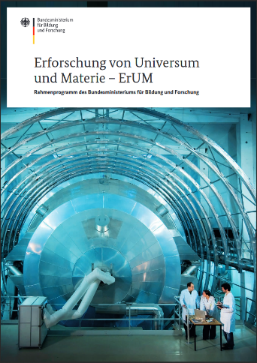 Bundesministerium
für Bildung
und Forschung
Erforschung von Universum
und Materie – ErUM
Rahmenprogramm des Bundesministeriums für Bildung und Forschung